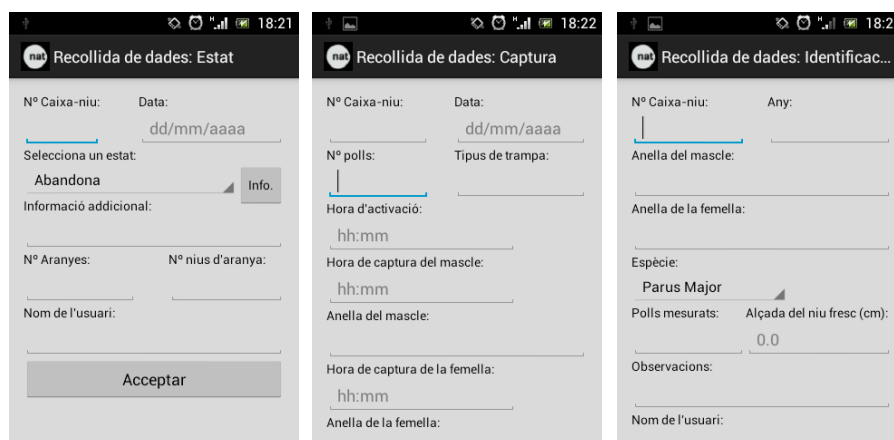 18:21
nat Recollida de dades: Estat
Nº Caixa-niu: Data:
dd/mm/aaaa
Selecciona un estat:
Abandona Info.
Informació addicional:
Nº Aranyes: Nº nius d'aranya:
Nom de l'usuari:
Acceptar
18:22
nat Recollida de dades: Captura
Nº Caixa-niu: Data:
dd/mm/aaaa
Nº polls: Tipus de trampa:
Hora d'activació:
hh:mm
Hora de captura del mascle:
hh:mm
Anella del mascle:
Hora de captura de la femella:
hh:mm
Anella de la femella:
18:2
nat Recollida de dades: Identificac...
Nº Caixa-niu: Any:
Anella del mascle:
Anella de la femella:
Espècie:
Parus Major
Polls mesurats: Alçada del niu fresc (cm):
0.0
Observacions:
Nom de l'usuari: